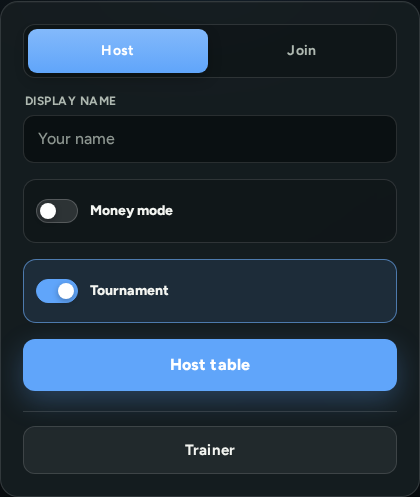 Host
Join
DISPLAY NAME
Your name
Money mode
Tournament
Host table
Trainer